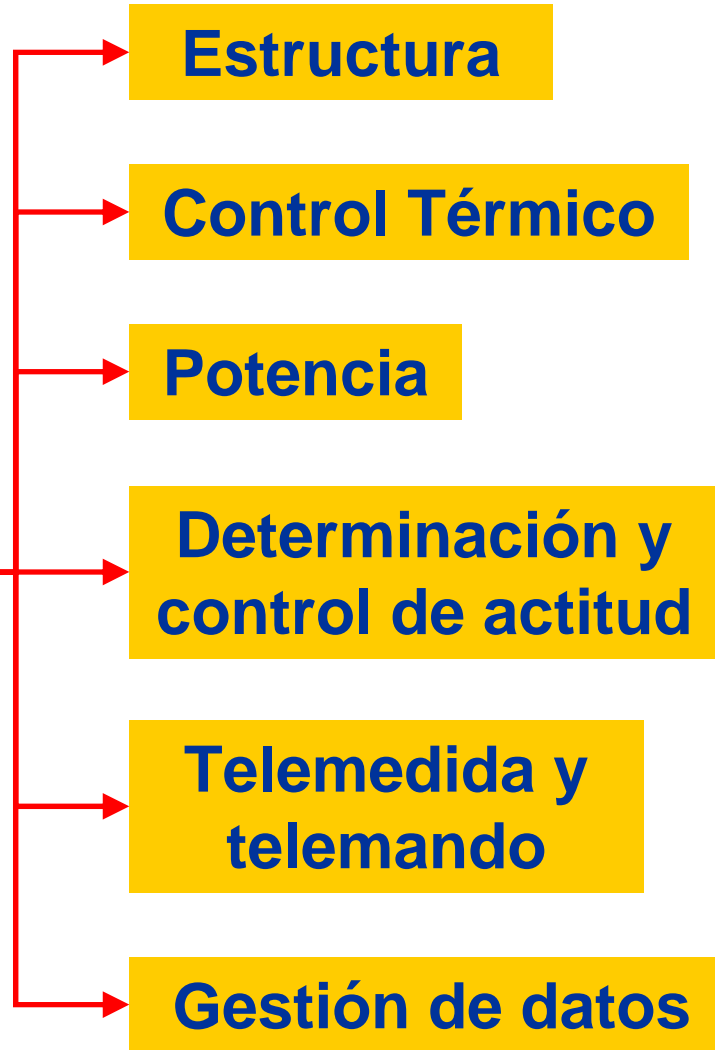 Estructura
Control Térmico
Potencia
Determinación y
control de actitud
Telemedida y
telemando
Gestión de datos